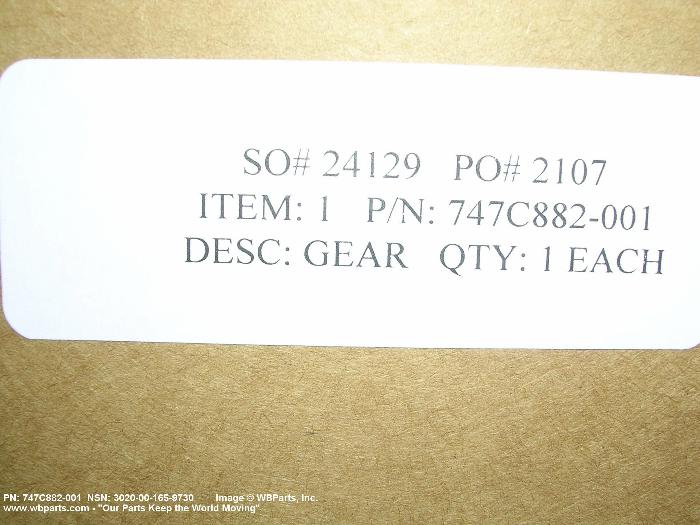 SO# 24129 PO# 2107
ITEM: 1 P/N: 747C882-001
DESC: GEAR QTY: 1 EACH
PN: 747C882-001 NSN: 3020-00-165-9730 Image © WBParts, Inc.
www.wbparts.com - "Our Parts Keep the World Moving"